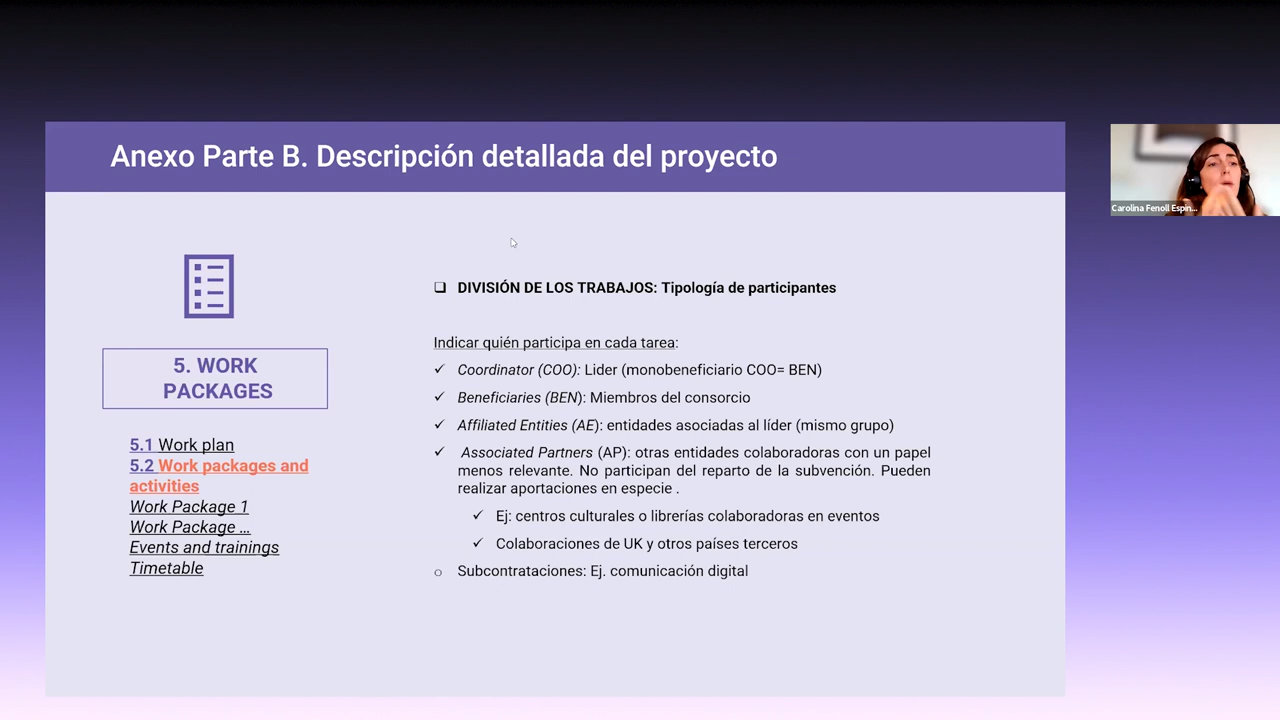 Anexo Parte B. Descripción detallada del proyecto
Carolina Fenoll Espin...
DIVISIÓN DE LOS TRABAJOS: Tipología de participantes
5. WORK
PACKAGES
5.1 Work plan
5.2 Work packages and
activities
Work Package 1
Work Package ...
Events and trainings
Timetable
Indicar quién participa en cada tarea:
Coordinator (COO): Lider (monobeneficiario COO= BEN)
Beneficiaries (BEN): Miembros del consorcio
Affiliated Entities (AE): entidades asociadas al líder (mismo grupo)
Associated Partners (AP): otras entidades colaboradoras con un papel
menos relevante. No participan del reparto de la subvención. Pueden
realizar aportaciones en especie .
Ej: centros culturales o librerías colaboradoras en eventos
Colaboraciones de UK y otros países terceros
Subcontrataciones: Ej. comunicación digital